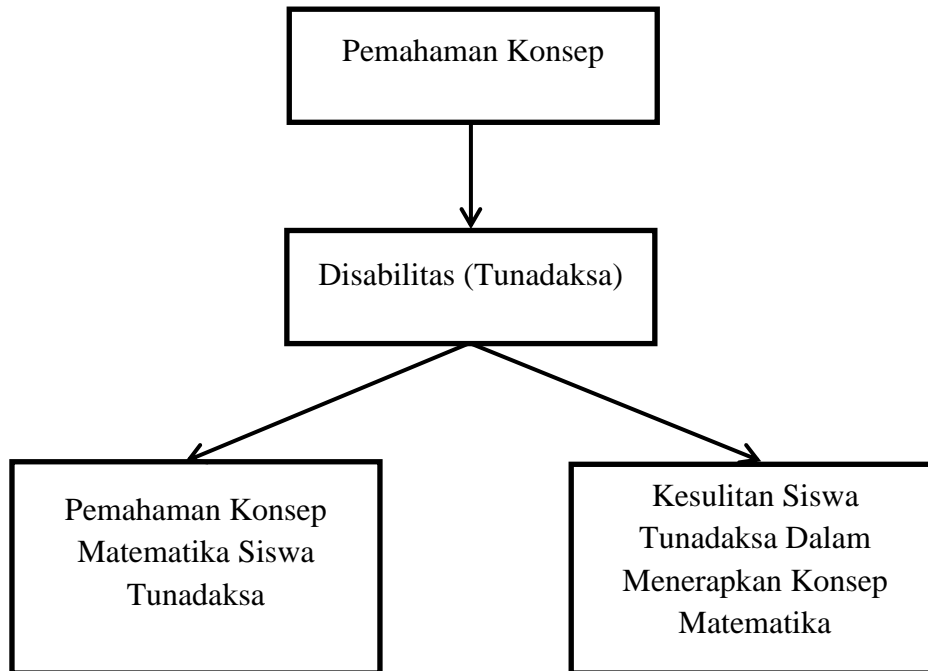 Pemahaman Konsep
Disabilitas (Tunadaksa)
Pemahaman Konsep
Matematika Siswa
Tunadaksa
Kesulitan Siswa
Tunadaksa Dalam
Menerapkan Konsep
Matematika